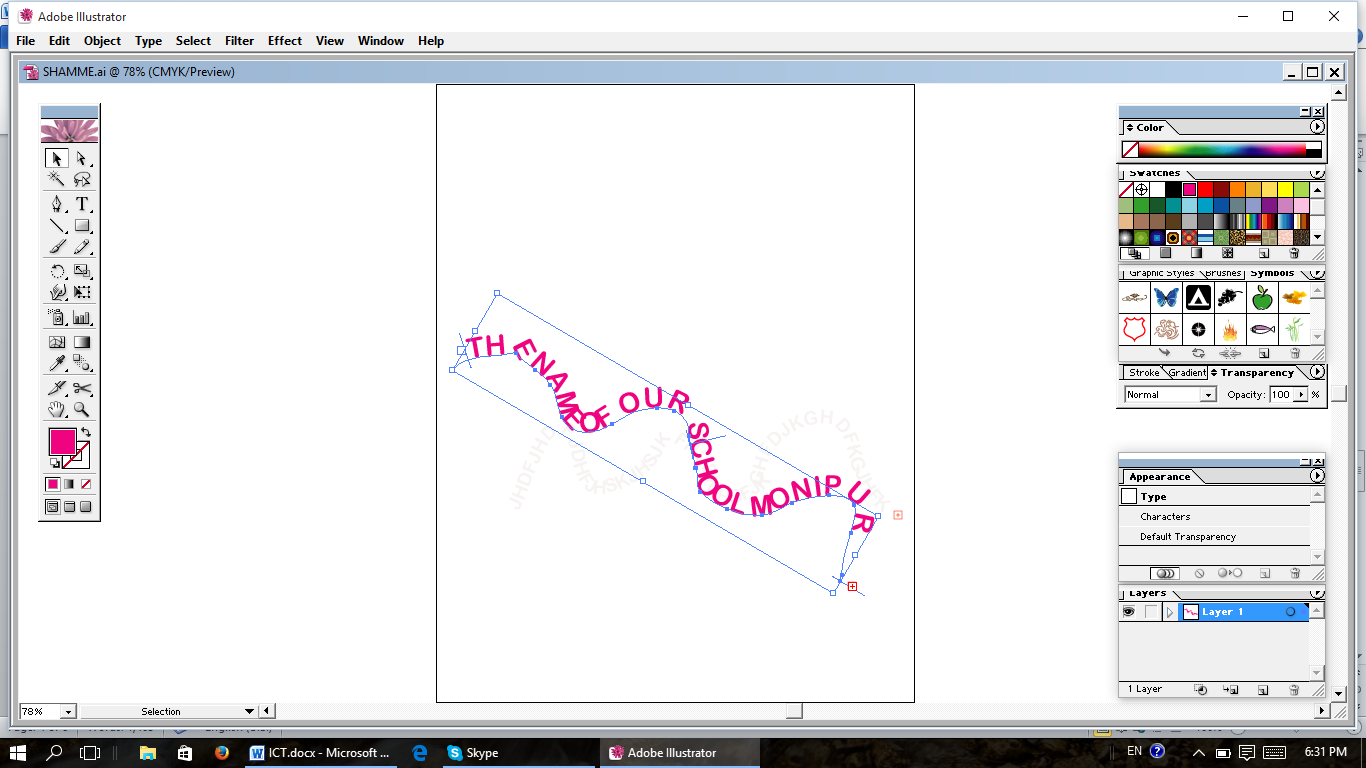 Adobe Illustrator
File Edit Object Type Select Filter Effect View Window Help
SHAMME.ai @ 78% (CMYK/Preview)
Color
Swatches
Graphic Styles Brushes Symbols
TH ENAMEOF OUR SCHOOL MONIPUR
Stroke Gradient Transparency
Normal Opacity: 100 %
Appearance
Type
Characters
Default Transparency
Layers
Layer 1
1 Layer
78% Selection
ICT.docx - Microsoft ... Skype Adobe Illustrator EN 6:31 PM